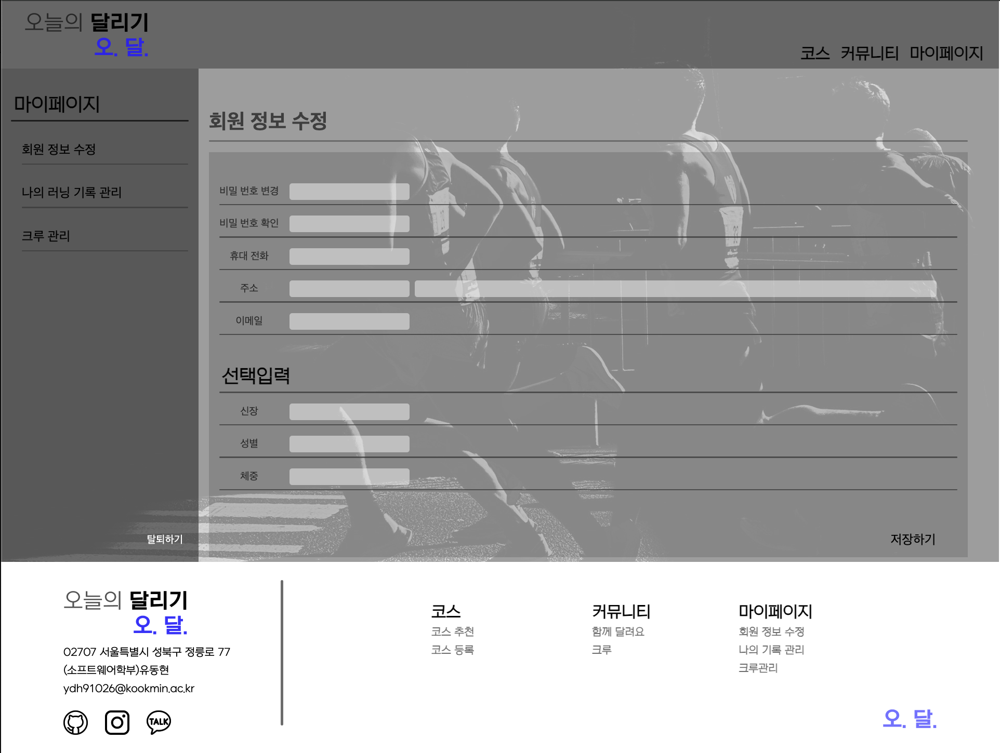 오늘의 달리기
오. 달.
코스 커뮤니티 마이페이지
마이페이지
회원 정보 수정
나의 러닝 기록 관리
크루 관리
탈퇴하기
회원 정보 수정
비밀 번호 변경
비밀 번호 확인
휴대 전화
주소
이메일
선택입력
신장
성별
체중
저장하기
오늘의 달리기
오. 달.
02707 서울특별시 성북구 정릉로 77
(소프트웨어학부)유동현
ydh91026@kookmin.ac.kr
TALK
코스
코스 추천
코스 등록
커뮤니티
함께 달려요
크루
마이페이지
회원 정보 수정
나의 기록 관리
크루관리
오. 달.